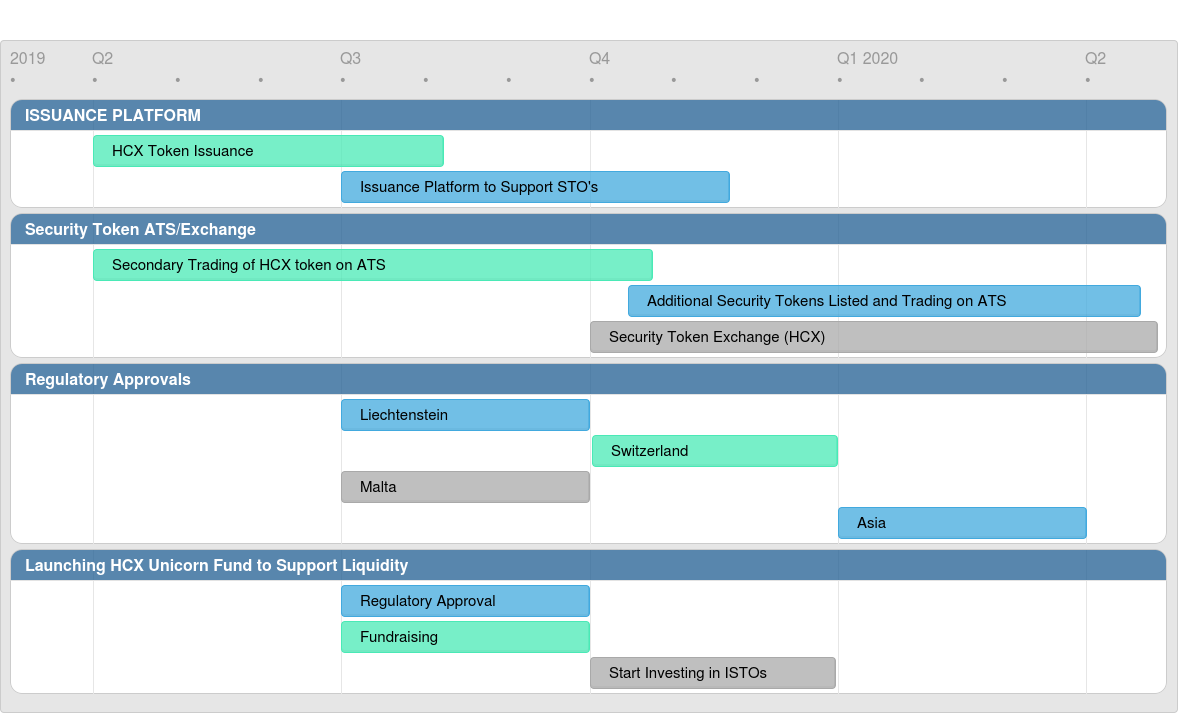 2019 Q2 Q3 Q4 Q1 2020 Q2
ISSUANCE PLATFORM
HCX Token Issuance
Issuance Platform to Support STO's
Security Token ATS/Exchange
Secondary Trading of HCX token on ATS
Additional Security Tokens Listed and Trading on ATS
Security Token Exchange (HCX)
Regulatory Approvals
Liechtenstein
Switzerland
Malta
Asia
Launching HCX Unicorn Fund to Support Liquidity
Regulatory Approval
Fundraising
Start Investing in ISTOs